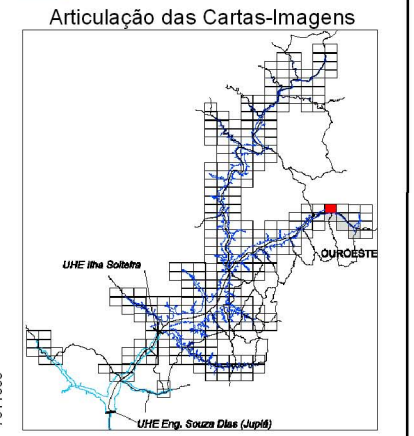 Articulação das Cartas-Imagens
OUROESTE
UHE Ilha Solteira
UHE Eng. Souza Dias (Jupiá)